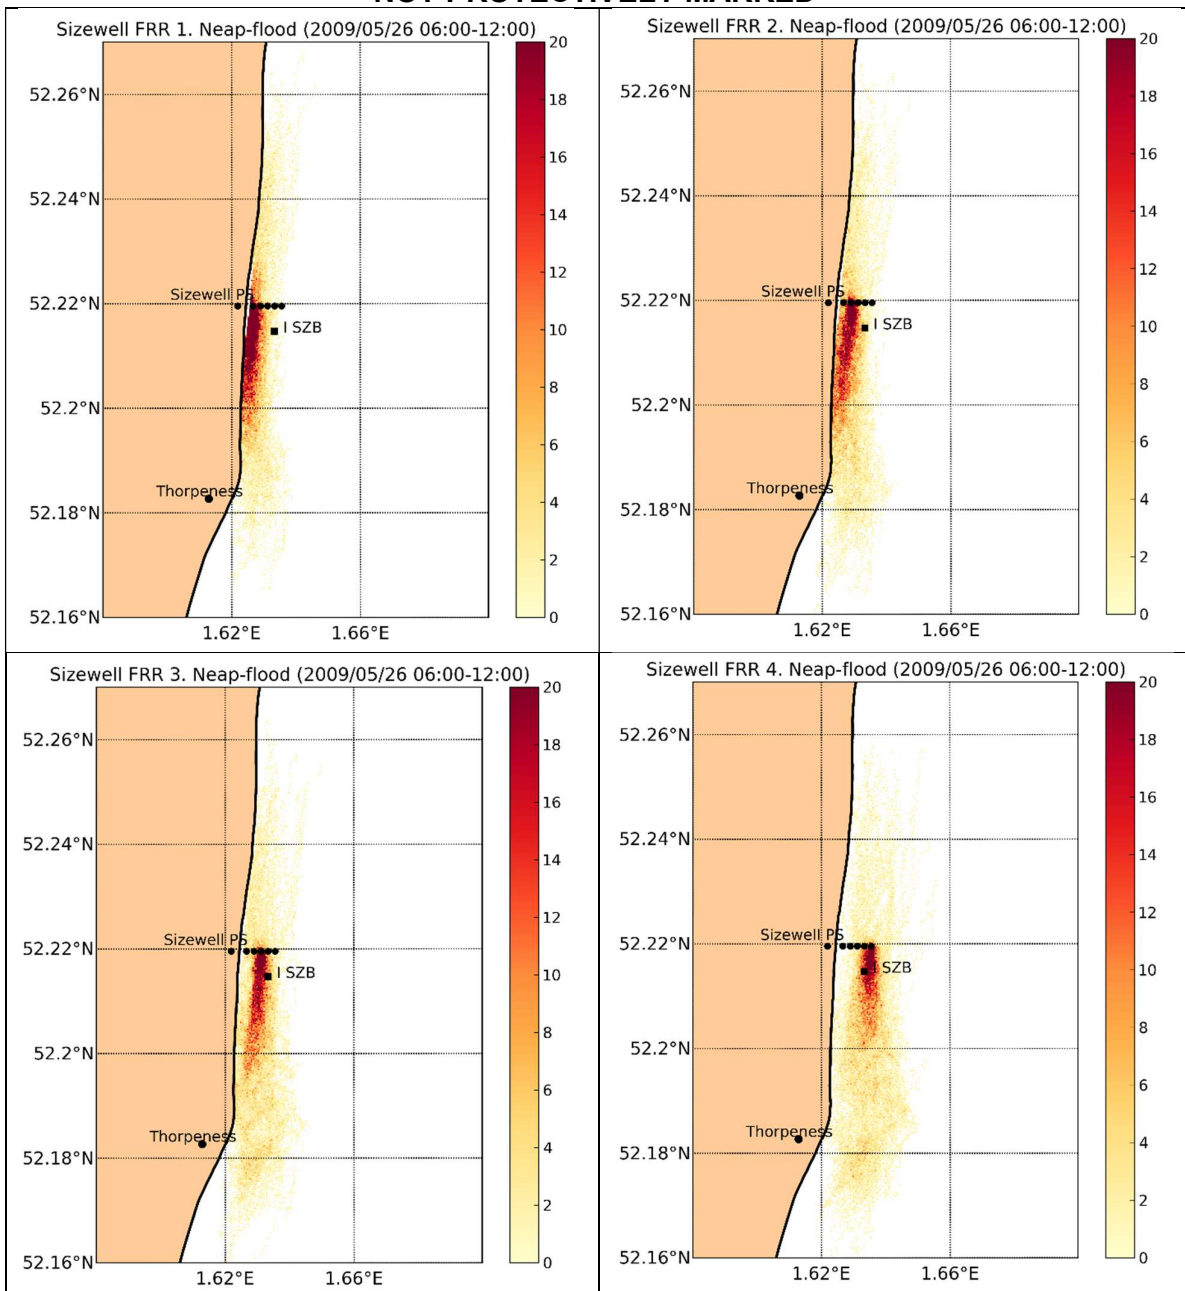 NOT PROTECTIVELY MARKED
Sizewell FRR 1. Neap-flood (2009/05/26 06:00-12:00)
52.26°N
52.24°N
52.22°N
52.2°N
52.18°N
52.16°N
Sizewell PS
I SZB
Thorpeness
1.62°E 1.66°E
20
18
16
14
12
10
8
6
4
2
0
Sizewell FRR 2. Neap-flood (2009/05/26 06:00-12:00)
52.26°N
52.24°N
52.22°N
52.2°N
52.18°N
52.16°N
Sizewell PS
I SZB
Thorpeness
1.62°E 1.66°E
20
18
16
14
12
10
8
6
4
2
0
Sizewell FRR 3. Neap-flood (2009/05/26 06:00-12:00)
52.26°N
52.24°N
52.22°N
52.2°N
52.18°N
52.16°N
Sizewell PS
I SZB
Thorpeness
1.62°E 1.66°E
20
18
16
14
12
10
8
6
4
2
0
Sizewell FRR 4. Neap-flood (2009/05/26 06:00-12:00)
52.26°N
52.24°N
52.22°N
52.2°N
52.18°N
52.16°N
Sizewell PS
I SZB
Thorpeness
1.62°E 1.66°E
20
18
16
14
12
10
8
6
4
2
0